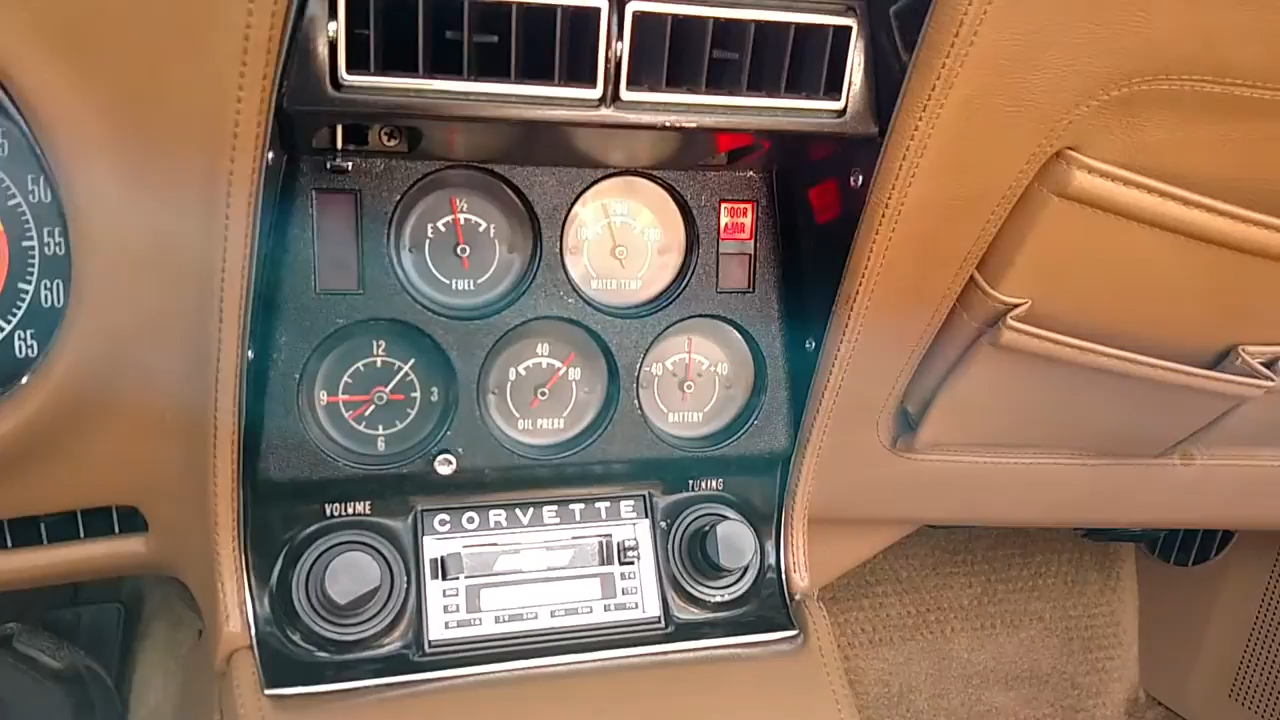 50
55
60
65
½
E F
FUEL
100 200 280
WATER TEMP
DOOR
AJAR
12
9 3
6
40
0 80
OIL PRESS
0
-40 +40
BATTERY
VOLUME
TUNING
CORVETTE